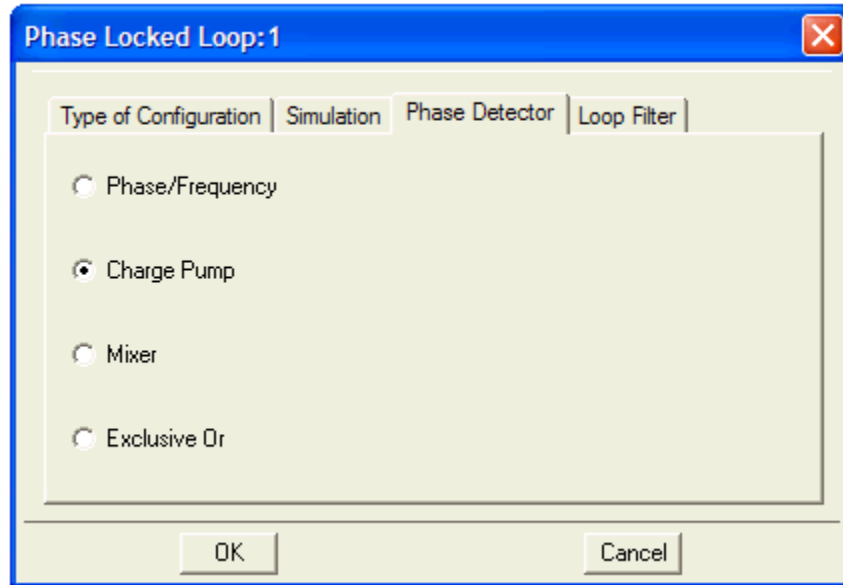 Phase Locked Loop:1
Type of Configuration Simulation Phase Detector Loop Filter
Phase/Frequency
Charge Pump
Mixer
Exclusive Or
OK Cancel